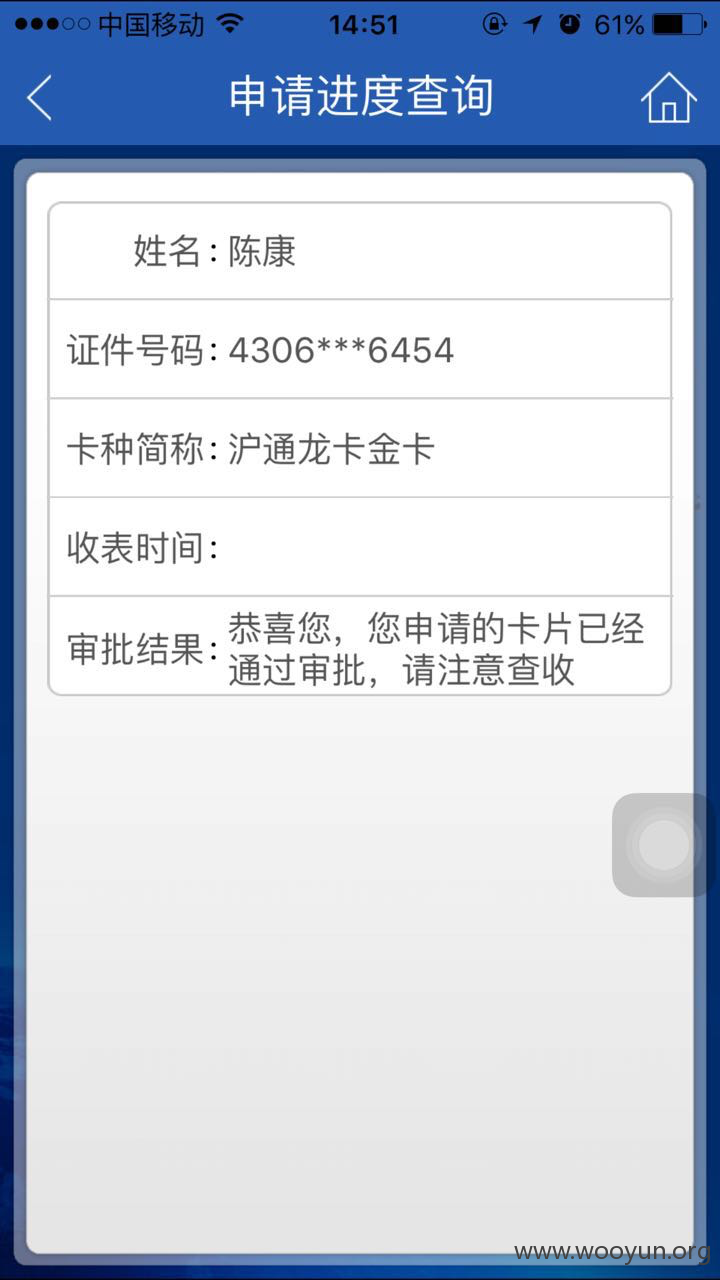 中国移动 14:51 61%
申请进度查询
姓名：陈康
证件号码：4306***6454
卡种简称：沪通龙卡金卡
收表时间：
审批结果：恭喜您，您申请的卡片已经
通过审批，请注意查收
www.wooyun.org